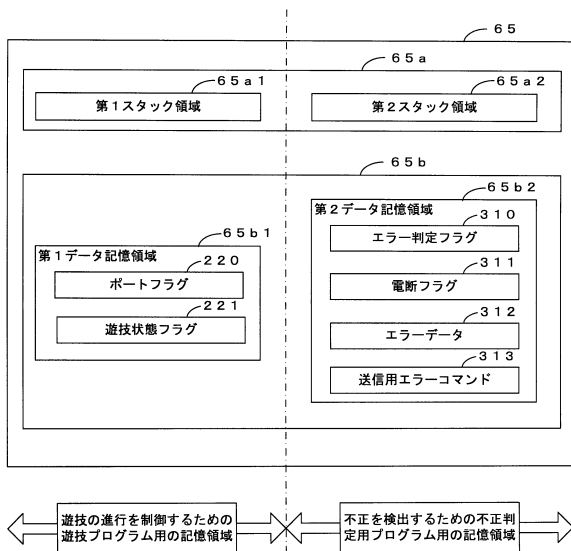 65
65a
65a1
65a2
第1スタック領域
第2スタック領域
65b
65b2
第2データ記憶領域
310
65b1
エラー判定フラグ
第1データ記憶領域
220
311
ポートフラグ
電断フラグ
221
312
遊技状態フラグ
エラーデータ
313
送信用エラーコマンド
遊技の進行を制御するための
遊技プログラム用の記憶領域
不正を検出するための不正判
定用プログラム用の記憶領域